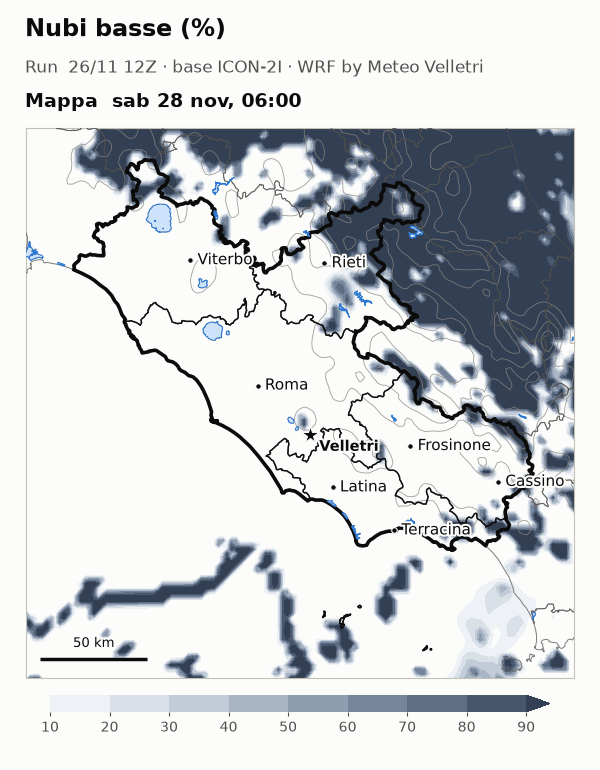 Nubi basse (%)
Run  26/11 12Z · base ICON-2I · WRF by Meteo Velletri
Mappa  sab 28 nov, 06:00
Viterbo
Rieti
Roma
Velletri
Frosinone
Cassino
Latina
Terracina
50 km
10 20 30 40 50 60 70 80 90